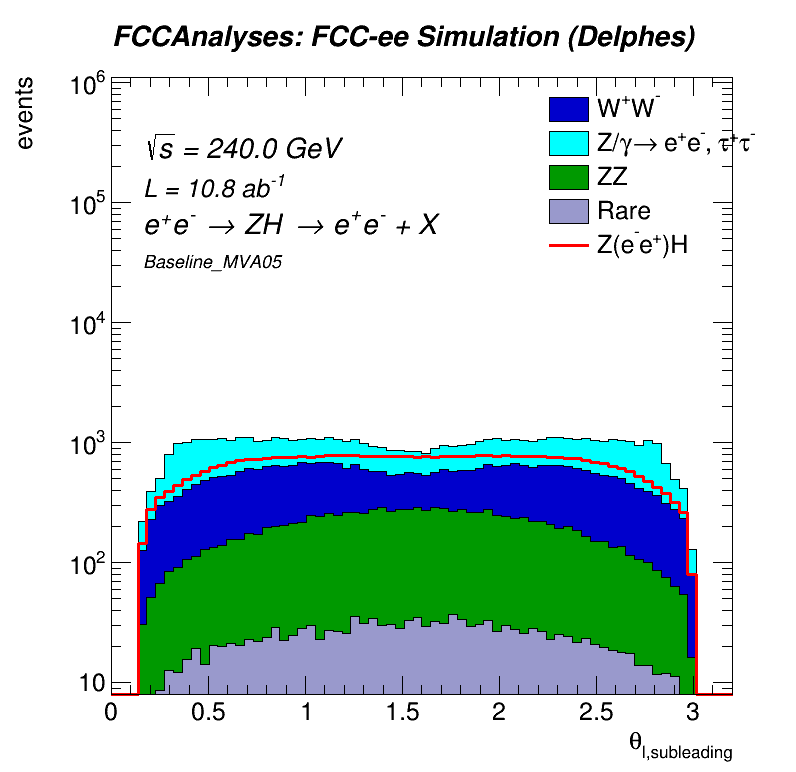 FCCAnalyses: FCC-ee Simulation (Delphes)
events
10⁶
10⁵
10⁴
10³
10²
10
√s = 240.0 GeV
L = 10.8 ab⁻¹
e⁺e⁻ → ZH → e⁺e⁻ + X
Baseline_MVA05
W⁺W⁻
Z/γ→ e⁺e⁻, τ⁺τ⁻
ZZ
Rare
Z(e⁻e⁺)H
0 0.5 1 1.5 2 2.5 3
θ_l,subleading